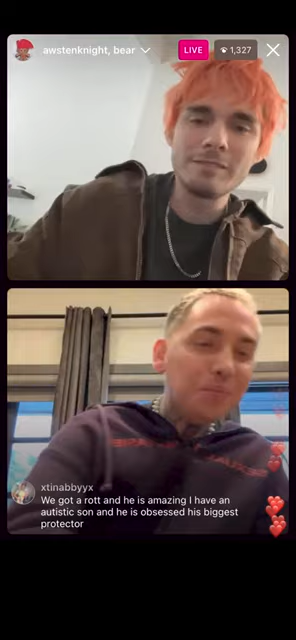 awstenknight, bear
LIVE
1,327
xtinabbyyx
We got a rott and he is amazing I have an
autistic son and he is obsessed his biggest
protector